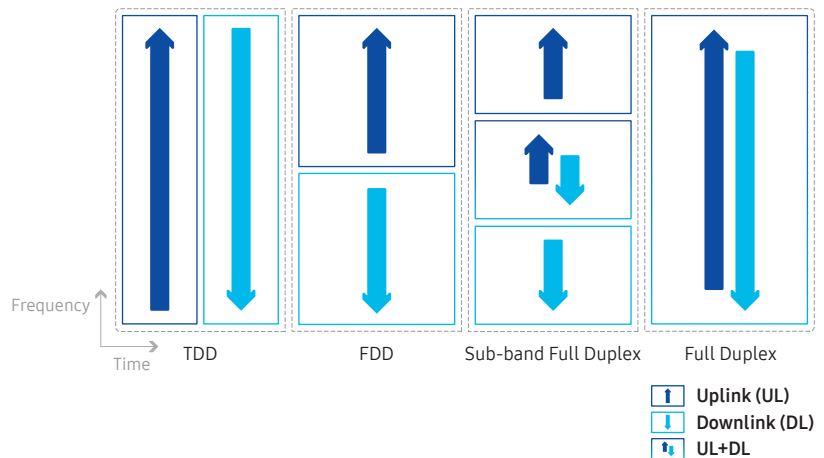 Frequency
Time
TDD
FDD
Sub-band Full Duplex
Full Duplex
Uplink (UL)
Downlink (DL)
UL+DL